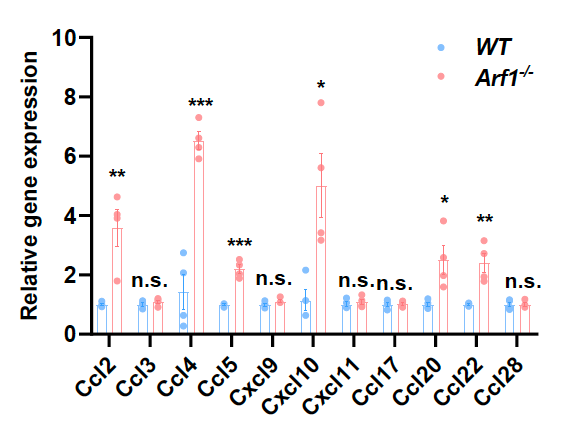 Relative gene expression
10
8
6
4
2
0
WT
Arf1-/-
**
n.s.
***
***
n.s.
*
n.s.
n.s.
*
**
n.s.
Ccl2
Ccl3
Ccl4
Ccl5
Cxcl9
Cxcl10
Cxcl11
Ccl17
Ccl20
Ccl22
Ccl28